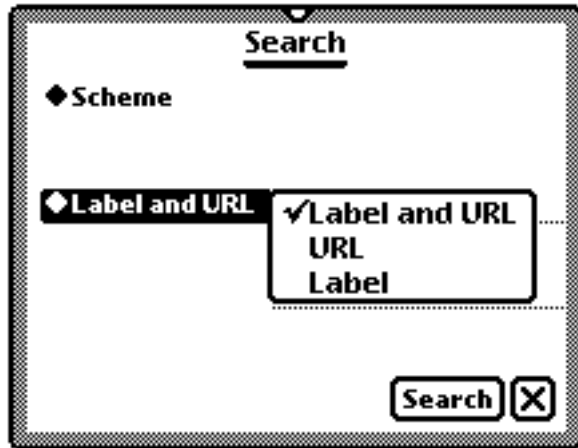 Search
◆Scheme
◆Label and URL
✓Label and URL
URL
Label
Search